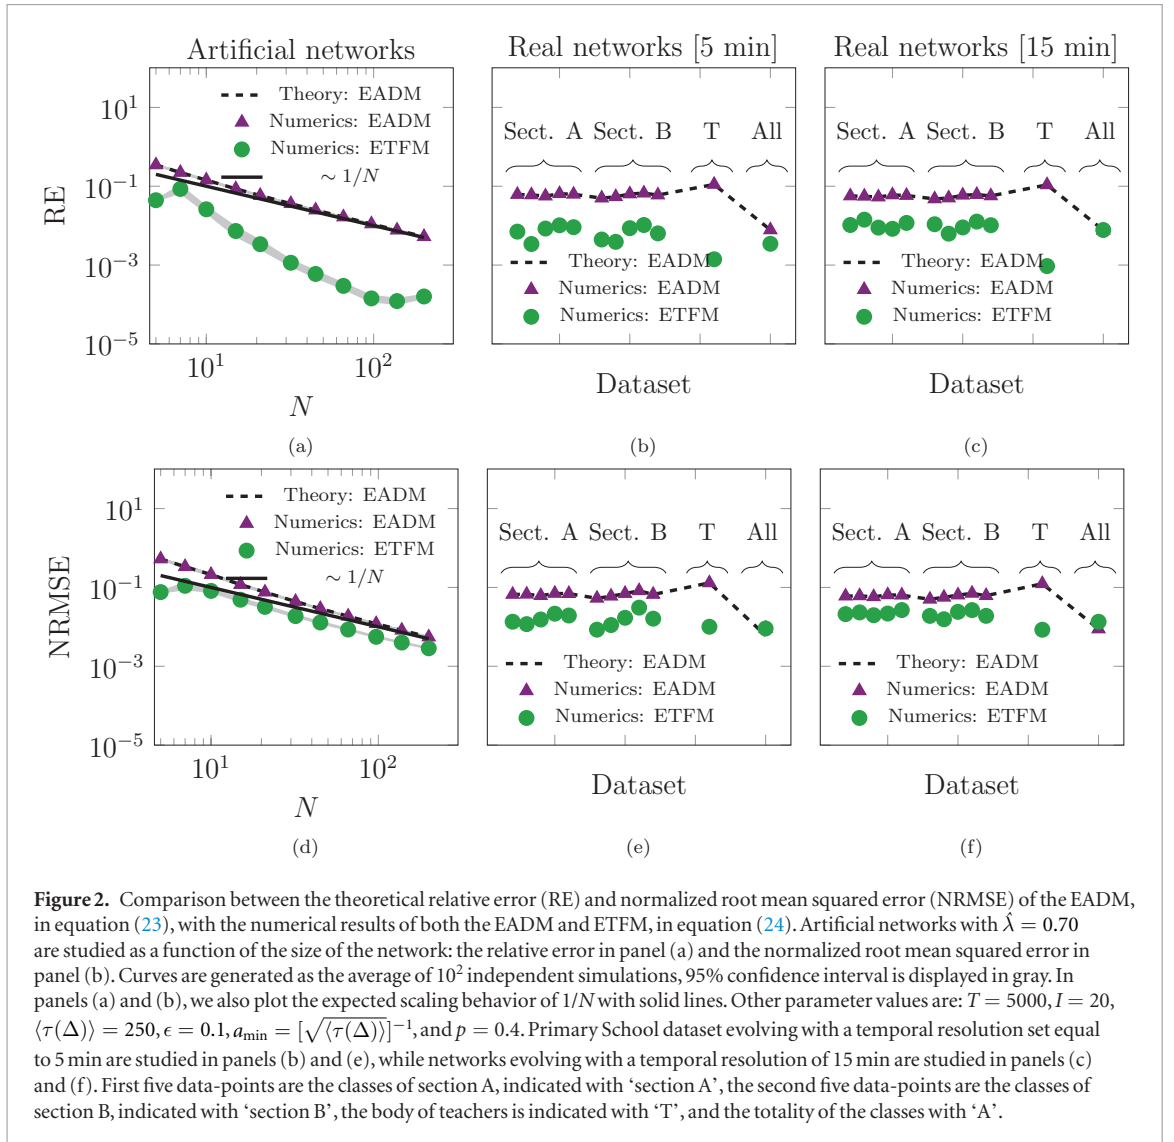 Artificial networks
Real networks [5 min]
Real networks [15 min]
RE
10^1
10^−1
10^−3
10^−5
Theory: EADM
Numerics: EADM
Numerics: ETFM
∼ 1/N
10^1
10^2
N
(a)
Sect. A
Sect. B
T
All
Theory: EADM
Numerics: EADM
Numerics: ETFM
Dataset
(b)
Sect. A
Sect. B
T
All
Theory: EADM
Numerics: EADM
Numerics: ETFM
Dataset
(c)
NRMSE
10^1
10^−1
10^−3
10^−5
Theory: EADM
Numerics: EADM
Numerics: ETFM
∼ 1/N
10^1
10^2
N
(d)
Sect. A
Sect. B
T
All
Theory: EADM
Numerics: EADM
Numerics: ETFM
Dataset
(e)
Sect. A
Sect. B
T
All
Theory: EADM
Numerics: EADM
Numerics: ETFM
Dataset
(f)
Figure 2. Comparison between the theoretical relative error (RE) and normalized root mean squared error (NRMSE) of the EADM,
in equation (23), with the numerical results of both the EADM and ETFM, in equation (24). Artificial networks with λ̂ = 0.70
are studied as a function of the size of the network: the relative error in panel (a) and the normalized root mean squared error in
panel (b). Curves are generated as the average of 10² independent simulations, 95% confidence interval is displayed in gray. In
panels (a) and (b), we also plot the expected scaling behavior of 1/N with solid lines. Other parameter values are: T = 5000, I = 20,
⟨τ(Δ)⟩ = 250, ϵ = 0.1, a_min = [√⟨τ(Δ)⟩]⁻¹, and p = 0.4. Primary School dataset evolving with a temporal resolution set equal
to 5 min are studied in panels (b) and (e), while networks evolving with a temporal resolution of 15 min are studied in panels (c)
and (f). First five data-points are the classes of section A, indicated with ‘section A’, the second five data-points are the classes of
section B, indicated with ‘section B’, the body of teachers is indicated with ‘T’, and the totality of the classes with ‘A’.